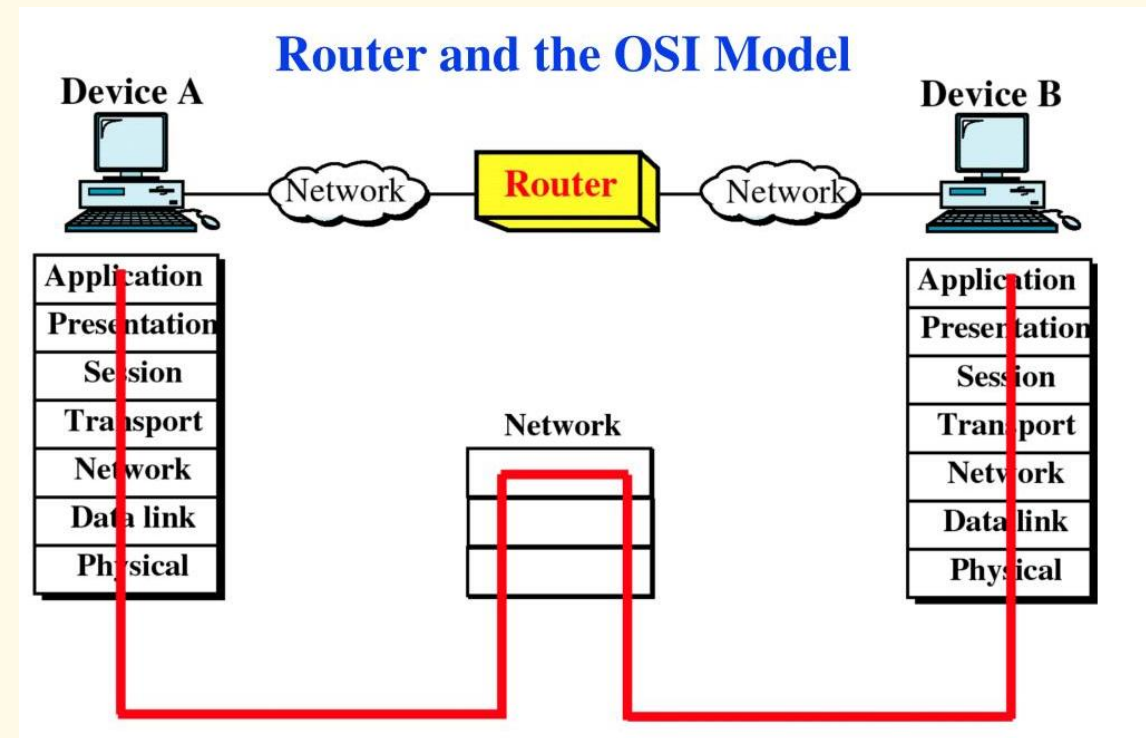 Router and the OSI Model
Device A
Device B
Network
Router
Network
Application
Presentation
Session
Transport
Network
Data link
Physical
Network
Application
Presentation
Session
Transport
Network
Data link
Physical